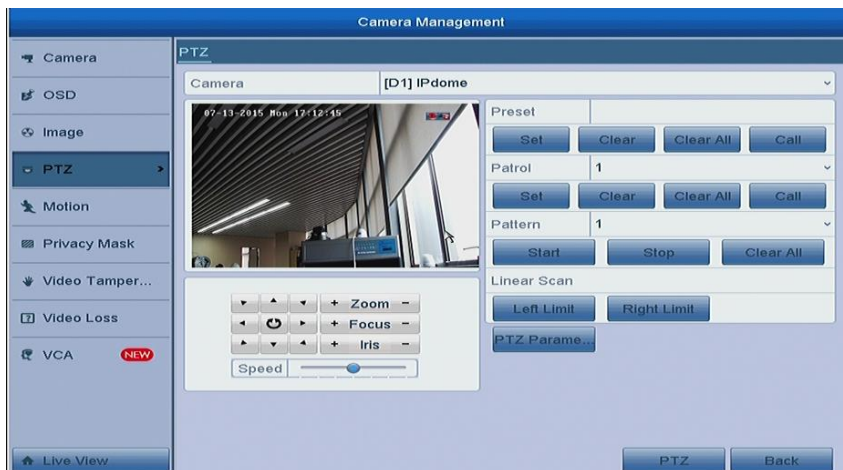 Camera Management
Camera
OSD
Image
PTZ
Motion
Privacy Mask
Video Tamper...
Video Loss
VCA NEW
Live View
PTZ
Camera [D1] IPdome
07-13-2015 Mon 17:12:45
+ Zoom -
+ Focus -
+ Iris -
Speed
Preset
Set Clear Clear All Call
Patrol 1
Set Clear Clear All Call
Pattern 1
Start Stop Clear All
Linear Scan
Left Limit Right Limit
PTZ Parame...
PTZ Back